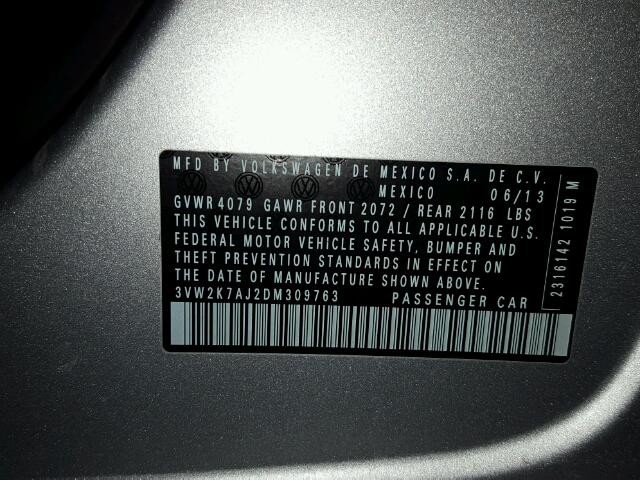 MFD BY VOLKSWAGEN DE MEXICO S.A. DE C.V.
MEXICO 06/13
GVWR 4079 GAWR FRONT 2072 / REAR 2116 LBS
THIS VEHICLE CONFORMS TO ALL APPLICABLE U.S.
FEDERAL MOTOR VEHICLE SAFETY, BUMPER AND
THEFT PREVENTION STANDARDS IN EFFECT ON
THE DATE OF MANUFACTURE SHOWN ABOVE.
3VW2K7AJ2DM309763 PASSENGER CAR
2316142 1019 M